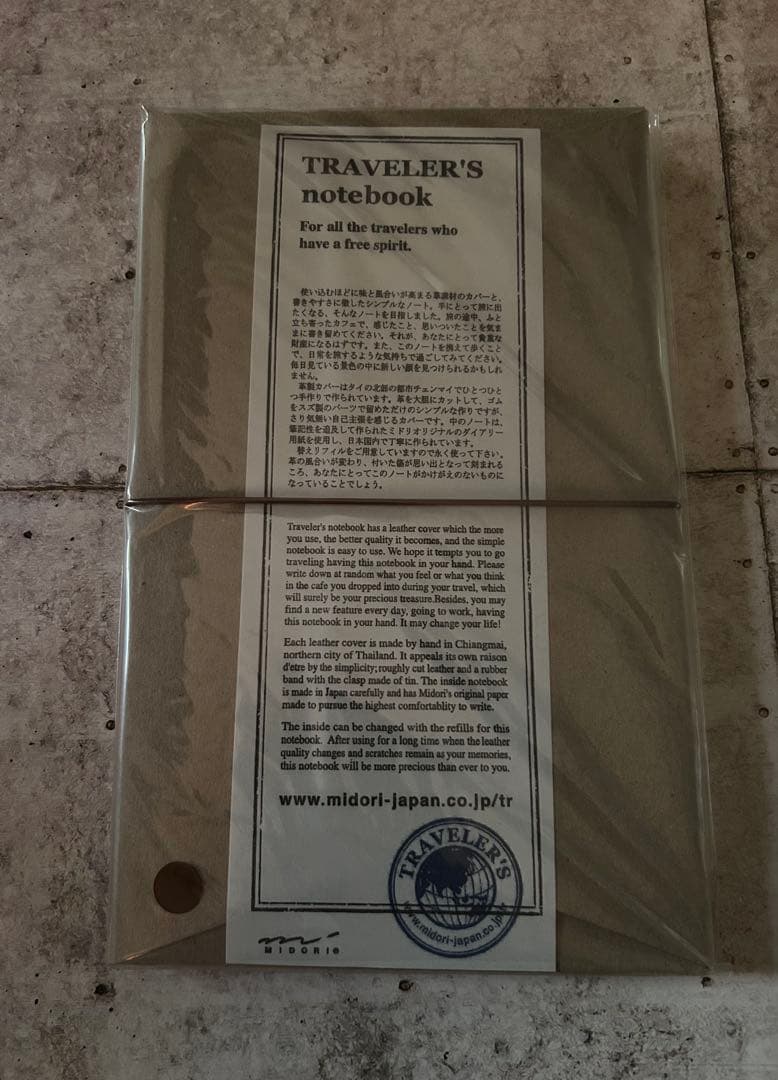 TRAVELER'S
notebook
For all the travelers who
have a free spirit.
使い込むほどに味と風合いが高まる革素材のカバーと、
書きやすさに徹したシンプルなノート。手にとって旅に出
たくなる、そんなノートを目指しました。旅の途中、ふと
立ち寄ったカフェで、感じたこと、思いついたことを気ま
まに書き留めてください。それが、あなたにとって貴重な
財産になるはずです。また、このノートを携えて歩くこと
で、日常を旅するような気持ちで過ごしてみてください。
毎日見ている景色の中に新しい顔を見つけられるかもしれ
ません。
革製カバーはタイの北部の都市チェンマイでひとつひと
つ手作りで作られています。革を大胆にカットして、ゴム
をスズ製のパーツで留めただけのシンプルな作りですが、
さり気無い自己主張を感じるカバーです。中のノートは、
筆記性を追及して作られたミドリオリジナルのダイアリー
用紙を使用し、日本国内で丁寧に作られています。
替えリフィルをご用意していますので永く使って下さい。
革の風合いが変わり、付いた傷が思い出となって刻まれる
ころ、あなたにとってこのノートがかけがえのないものに
なっていることでしょう。
Traveler's notebook has a leather cover which the more
you use, the better quality it becomes, and the simple
notebook is easy to use. We hope it tempts you to go
traveling having this notebook in your hand. Please
write down at random what you feel or what you think
in the cafe you dropped into during your travel, which
will surely be your precious treasure.Besides, you may
find a new feature every day, going to work, having
this notebook in your hand. It may change your life!
Each leather cover is made by hand in Chiangmai,
northern city of Thailand. It appeals its own raison
d'etre by the simplicity;roughly cut leather and a rubber
band with the clasp made of tin. The inside notebook
is made in Japan carefully and has Midori's original paper
made to pursue the highest comfortablity to write.
The inside can be changed with the refills for this
notebook. After using for a long time when the leather
quality changes and scratches remain as your memories,
this notebook will be more precious than ever to you.
www.midori-japan.co.jp/tr
TRAVELER'S
www.midori-japan.co.jp/tr
MIDORI